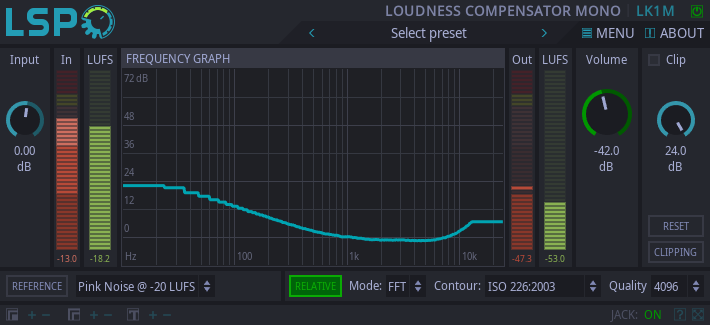 LSP LOUDNESS COMPENSATOR MONO LK1M
< Select preset > MENU ABOUT
Input In LUFS FREQUENCY GRAPH Out LUFS Volume Clip
72 dB
48
36
24
12
0
0.00
dB
-42.0
dB
24.0
dB
RESET
CLIPPING
Hz 100 1k 10k
-13.0 -18.2 -47.3 -53.0
REFERENCE Pink Noise @ -20 LUFS RELATIVE Mode: FFT Contour: ISO 226:2003 Quality 4096
+ - + - + - JACK: ON ?